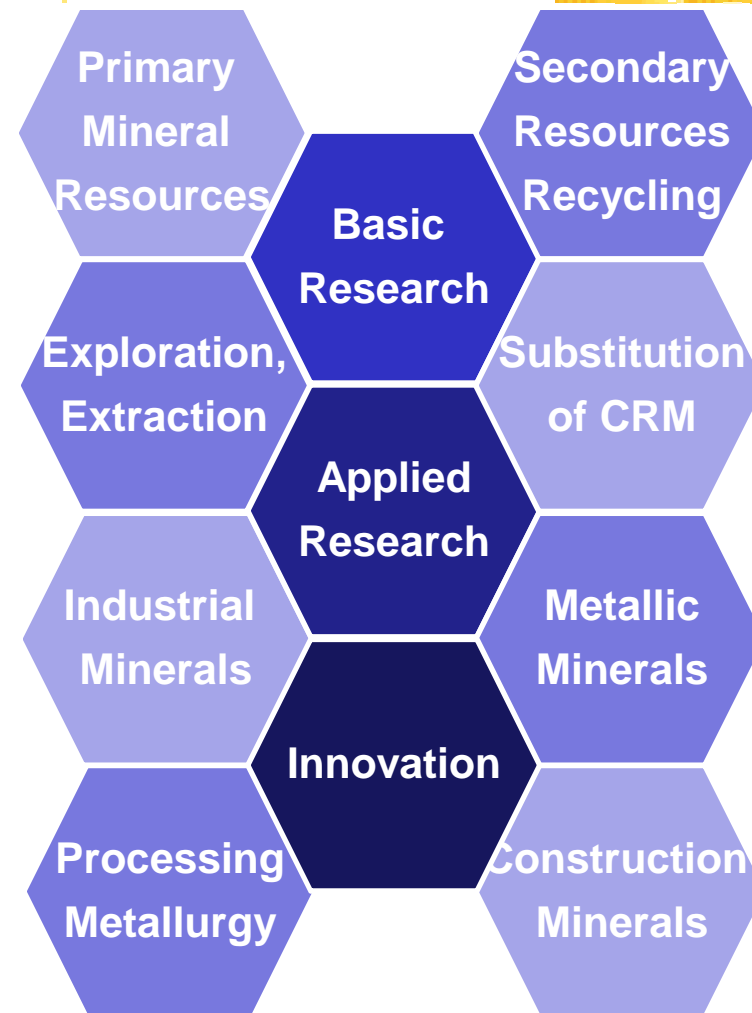 Primary
Mineral
Resources
Secondary
Resources
Recycling
Basic
Research
Exploration,
Extraction
Substitution
of CRM
Applied
Research
Industrial
Minerals
Metallic
Minerals
Innovation
Processing
Metallurgy
Construction
Minerals